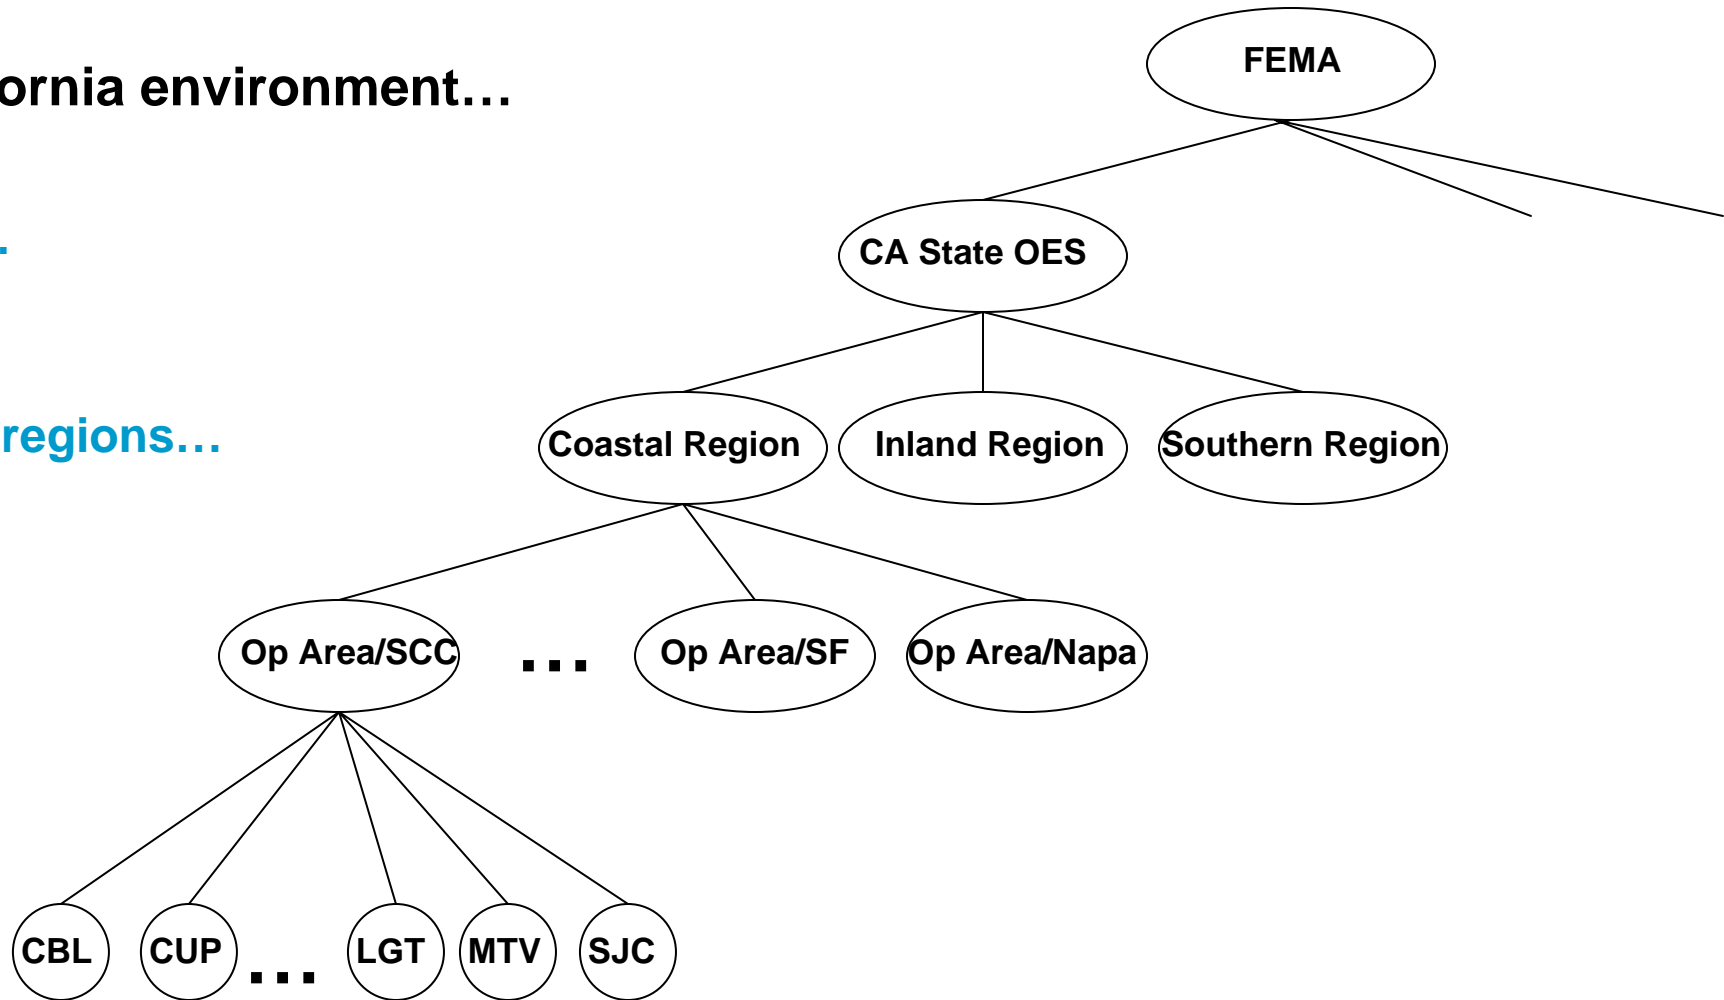 FEMA
ornia environment…
CA State OES
.
regions…
Coastal Region
Inland Region
Southern Region
Op Area/SCC
…
Op Area/SF
Op Area/Napa
CBL
CUP
…
LGT
MTV
SJC